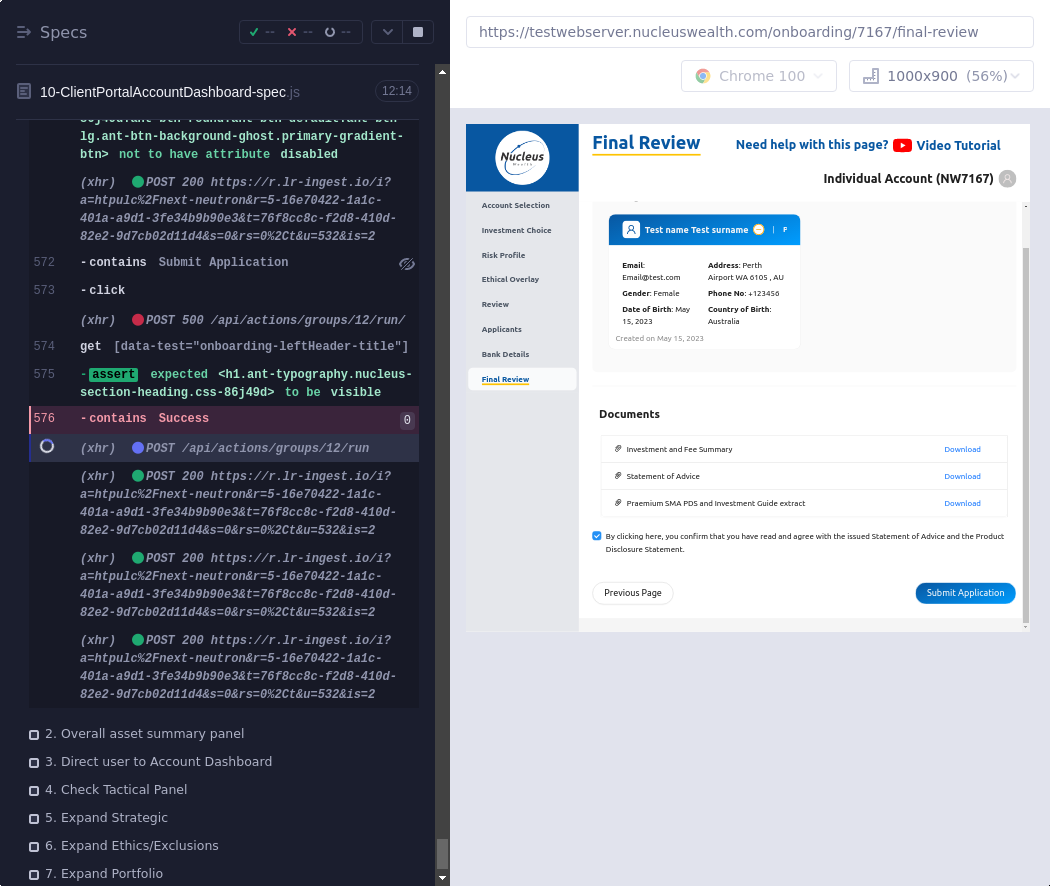 Specs
-- -- --
10-ClientPortalAccountDashboard-spec.js 12:14
lg.ant-btn-background-ghost.primary-gradient-
btn> not to have attribute disabled
(xhr) POST 200 https://r.lr-ingest.io/i?
a=htpulc%2Fnext-neutron&r=5-16e70422-1a1c-
401a-a9d1-3fe34b9b90e3&t=76f8cc8c-f2d8-410d-
82e2-9d7cb02d11d4&s=0&rs=0%2Ct&u=532&is=2
572 -contains Submit Application
573 -click
(xhr) POST 500 /api/actions/groups/12/run/
574 get [data-test="onboarding-leftHeader-title"]
575 -assert expected <h1.ant-typography.nucleus-
section-heading.css-86j49d> to be visible
576 -contains Success 0
(xhr) POST /api/actions/groups/12/run
(xhr) POST 200 https://r.lr-ingest.io/i?
a=htpulc%2Fnext-neutron&r=5-16e70422-1a1c-
401a-a9d1-3fe34b9b90e3&t=76f8cc8c-f2d8-410d-
82e2-9d7cb02d11d4&s=0&rs=0%2Ct&u=532&is=2
(xhr) POST 200 https://r.lr-ingest.io/i?
a=htpulc%2Fnext-neutron&r=5-16e70422-1a1c-
401a-a9d1-3fe34b9b90e3&t=76f8cc8c-f2d8-410d-
82e2-9d7cb02d11d4&s=0&rs=0%2Ct&u=532&is=2
(xhr) POST 200 https://r.lr-ingest.io/i?
a=htpulc%2Fnext-neutron&r=5-16e70422-1a1c-
401a-a9d1-3fe34b9b90e3&t=76f8cc8c-f2d8-410d-
82e2-9d7cb02d11d4&s=0&rs=0%2Ct&u=532&is=2
2. Overall asset summary panel
3. Direct user to Account Dashboard
4. Check Tactical Panel
5. Expand Strategic
6. Expand Ethics/Exclusions
7. Expand Portfolio
https://testwebserver.nucleuswealth.com/onboarding/7167/final-review
Chrome 100
1000x900 (56%)
Nucleus
Wealth
Account Selection
Investment Choice
Risk Profile
Ethical Overlay
Review
Applicants
Bank Details
Final Review
Final Review
Need help with this page? Video Tutorial
Individual Account (NW7167)
Test name Test surname | P
Email:
Email@test.com
Gender: Female
Date of Birth: May
15, 2023
Address: Perth
Airport WA 6105 , AU
Phone No: +123456
Country of Birth:
Australia
Created on May 15, 2023
Documents
Investment and Fee Summary Download
Statement of Advice Download
Praemium SMA PDS and Investment Guide extract Download
By clicking here, you confirm that you have read and agree with the issued Statement of Advice and the Product
Disclosure Statement.
Previous Page
Submit Application